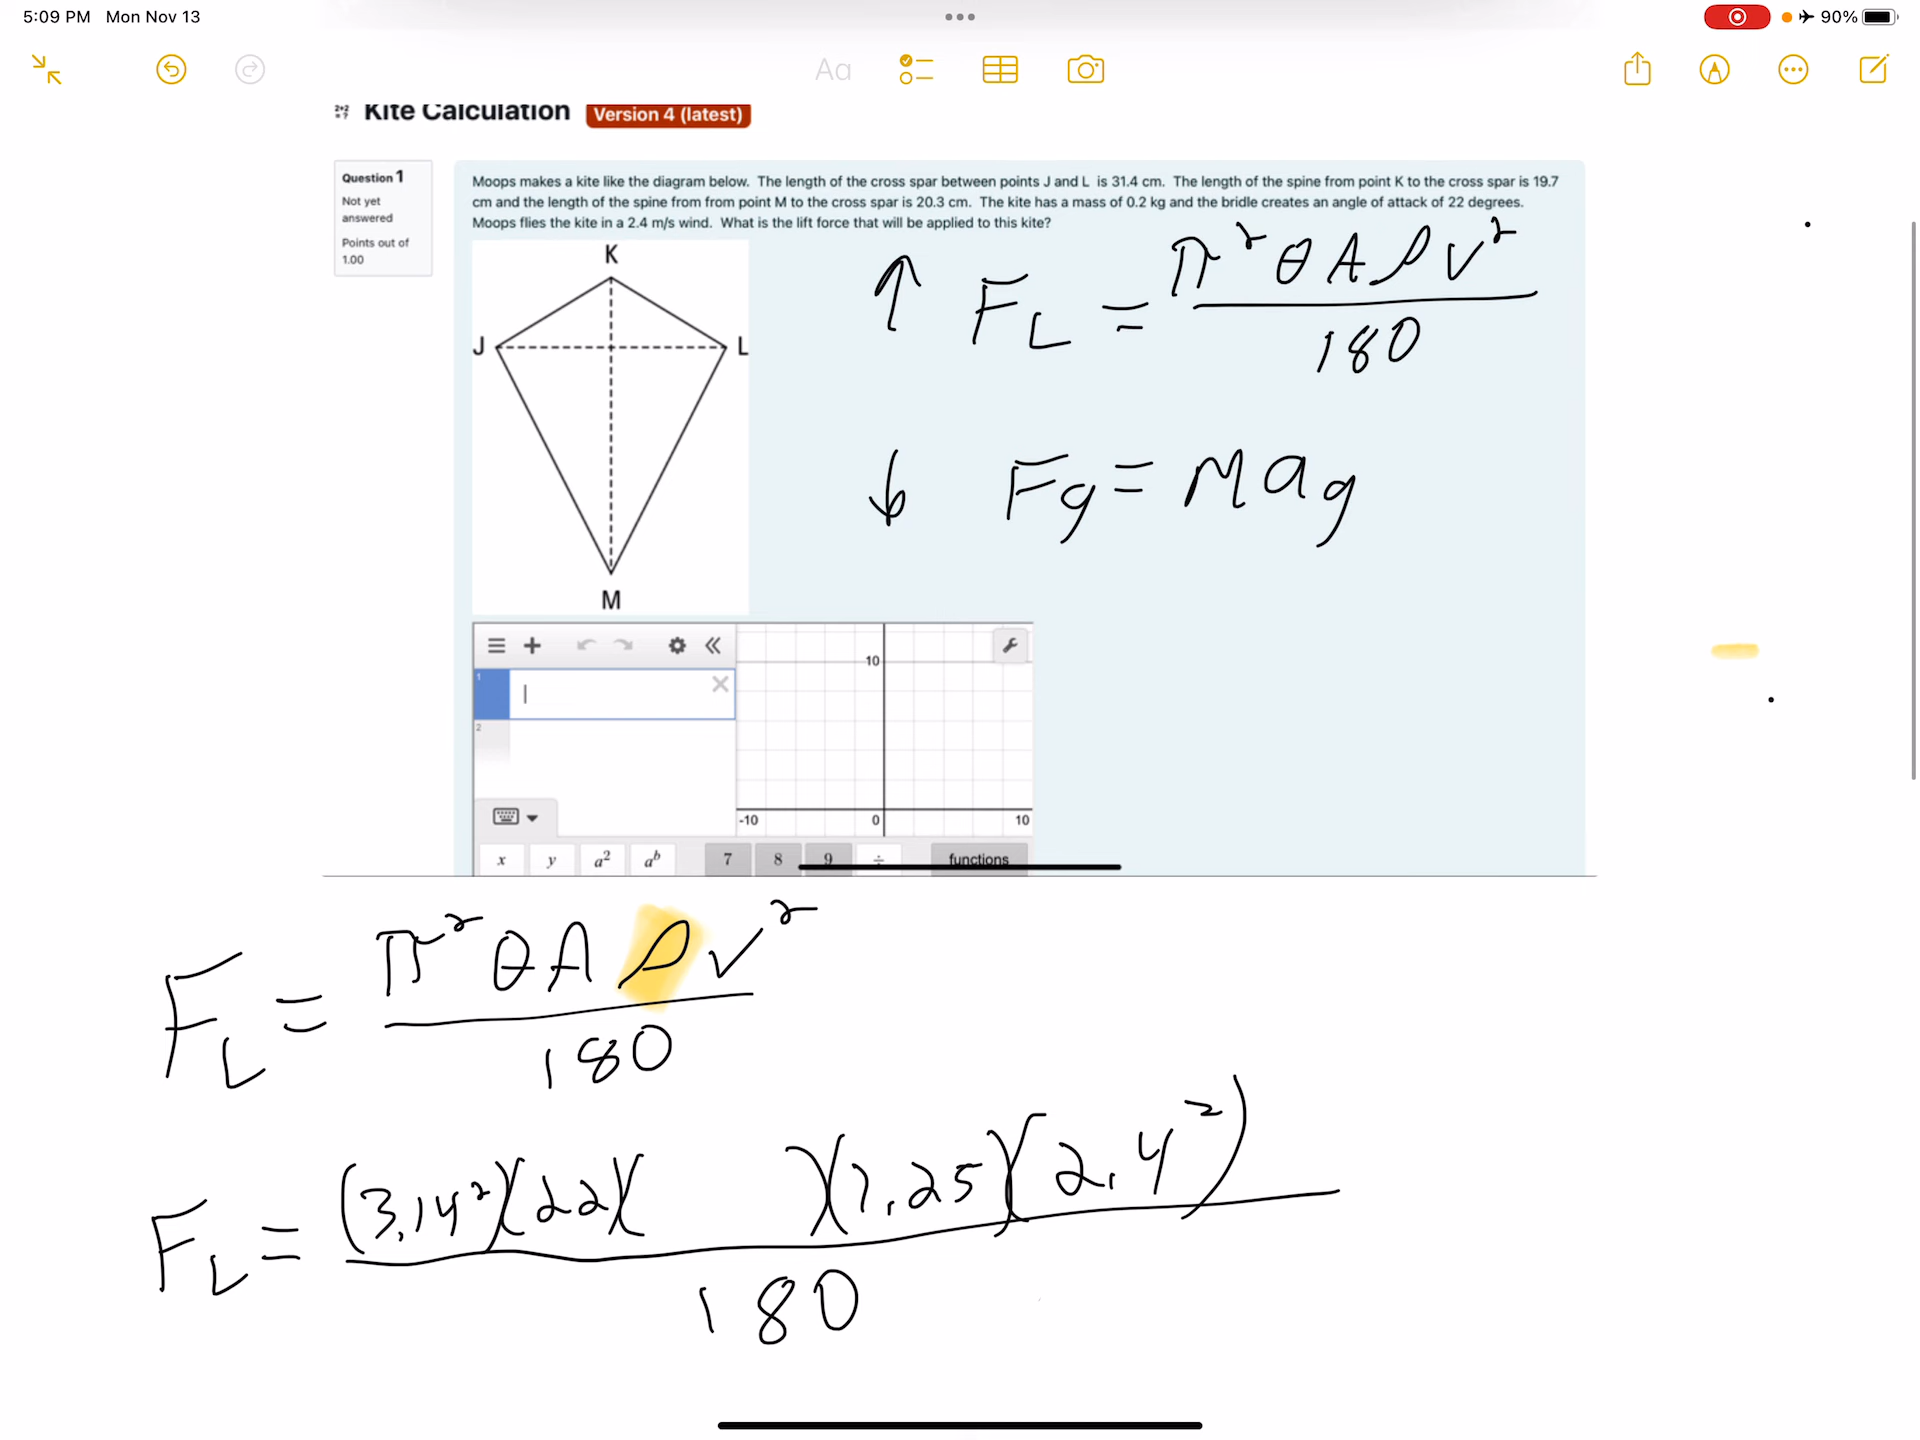 5:09 PM Mon Nov 13
90%
Aa
Kite Calculation Version 4 (latest)
Question 1
Not yet
answered
Points out of
1.00
Moops makes a kite like the diagram below. The length of the cross spar between points J and L is 31.4 cm. The length of the spine from point K to the cross spar is 19.7
cm and the length of the spine from from point M to the cross spar is 20.3 cm. The kite has a mass of 0.2 kg and the bridle creates an angle of attack of 22 degrees.
Moops flies the kite in a 2.4 m/s wind. What is the lift force that will be applied to this kite?
K
J
L
M
↑ F_L = π²θAρv² / 180
↓ Fg = mag
1
2
10
-10 0 10
x y a² aᵇ 7 8 9 ÷ functions
F_L = π²θAρv² / 180
F_L = (3.14²)(22)( )(1.25)(2.4²) / 180